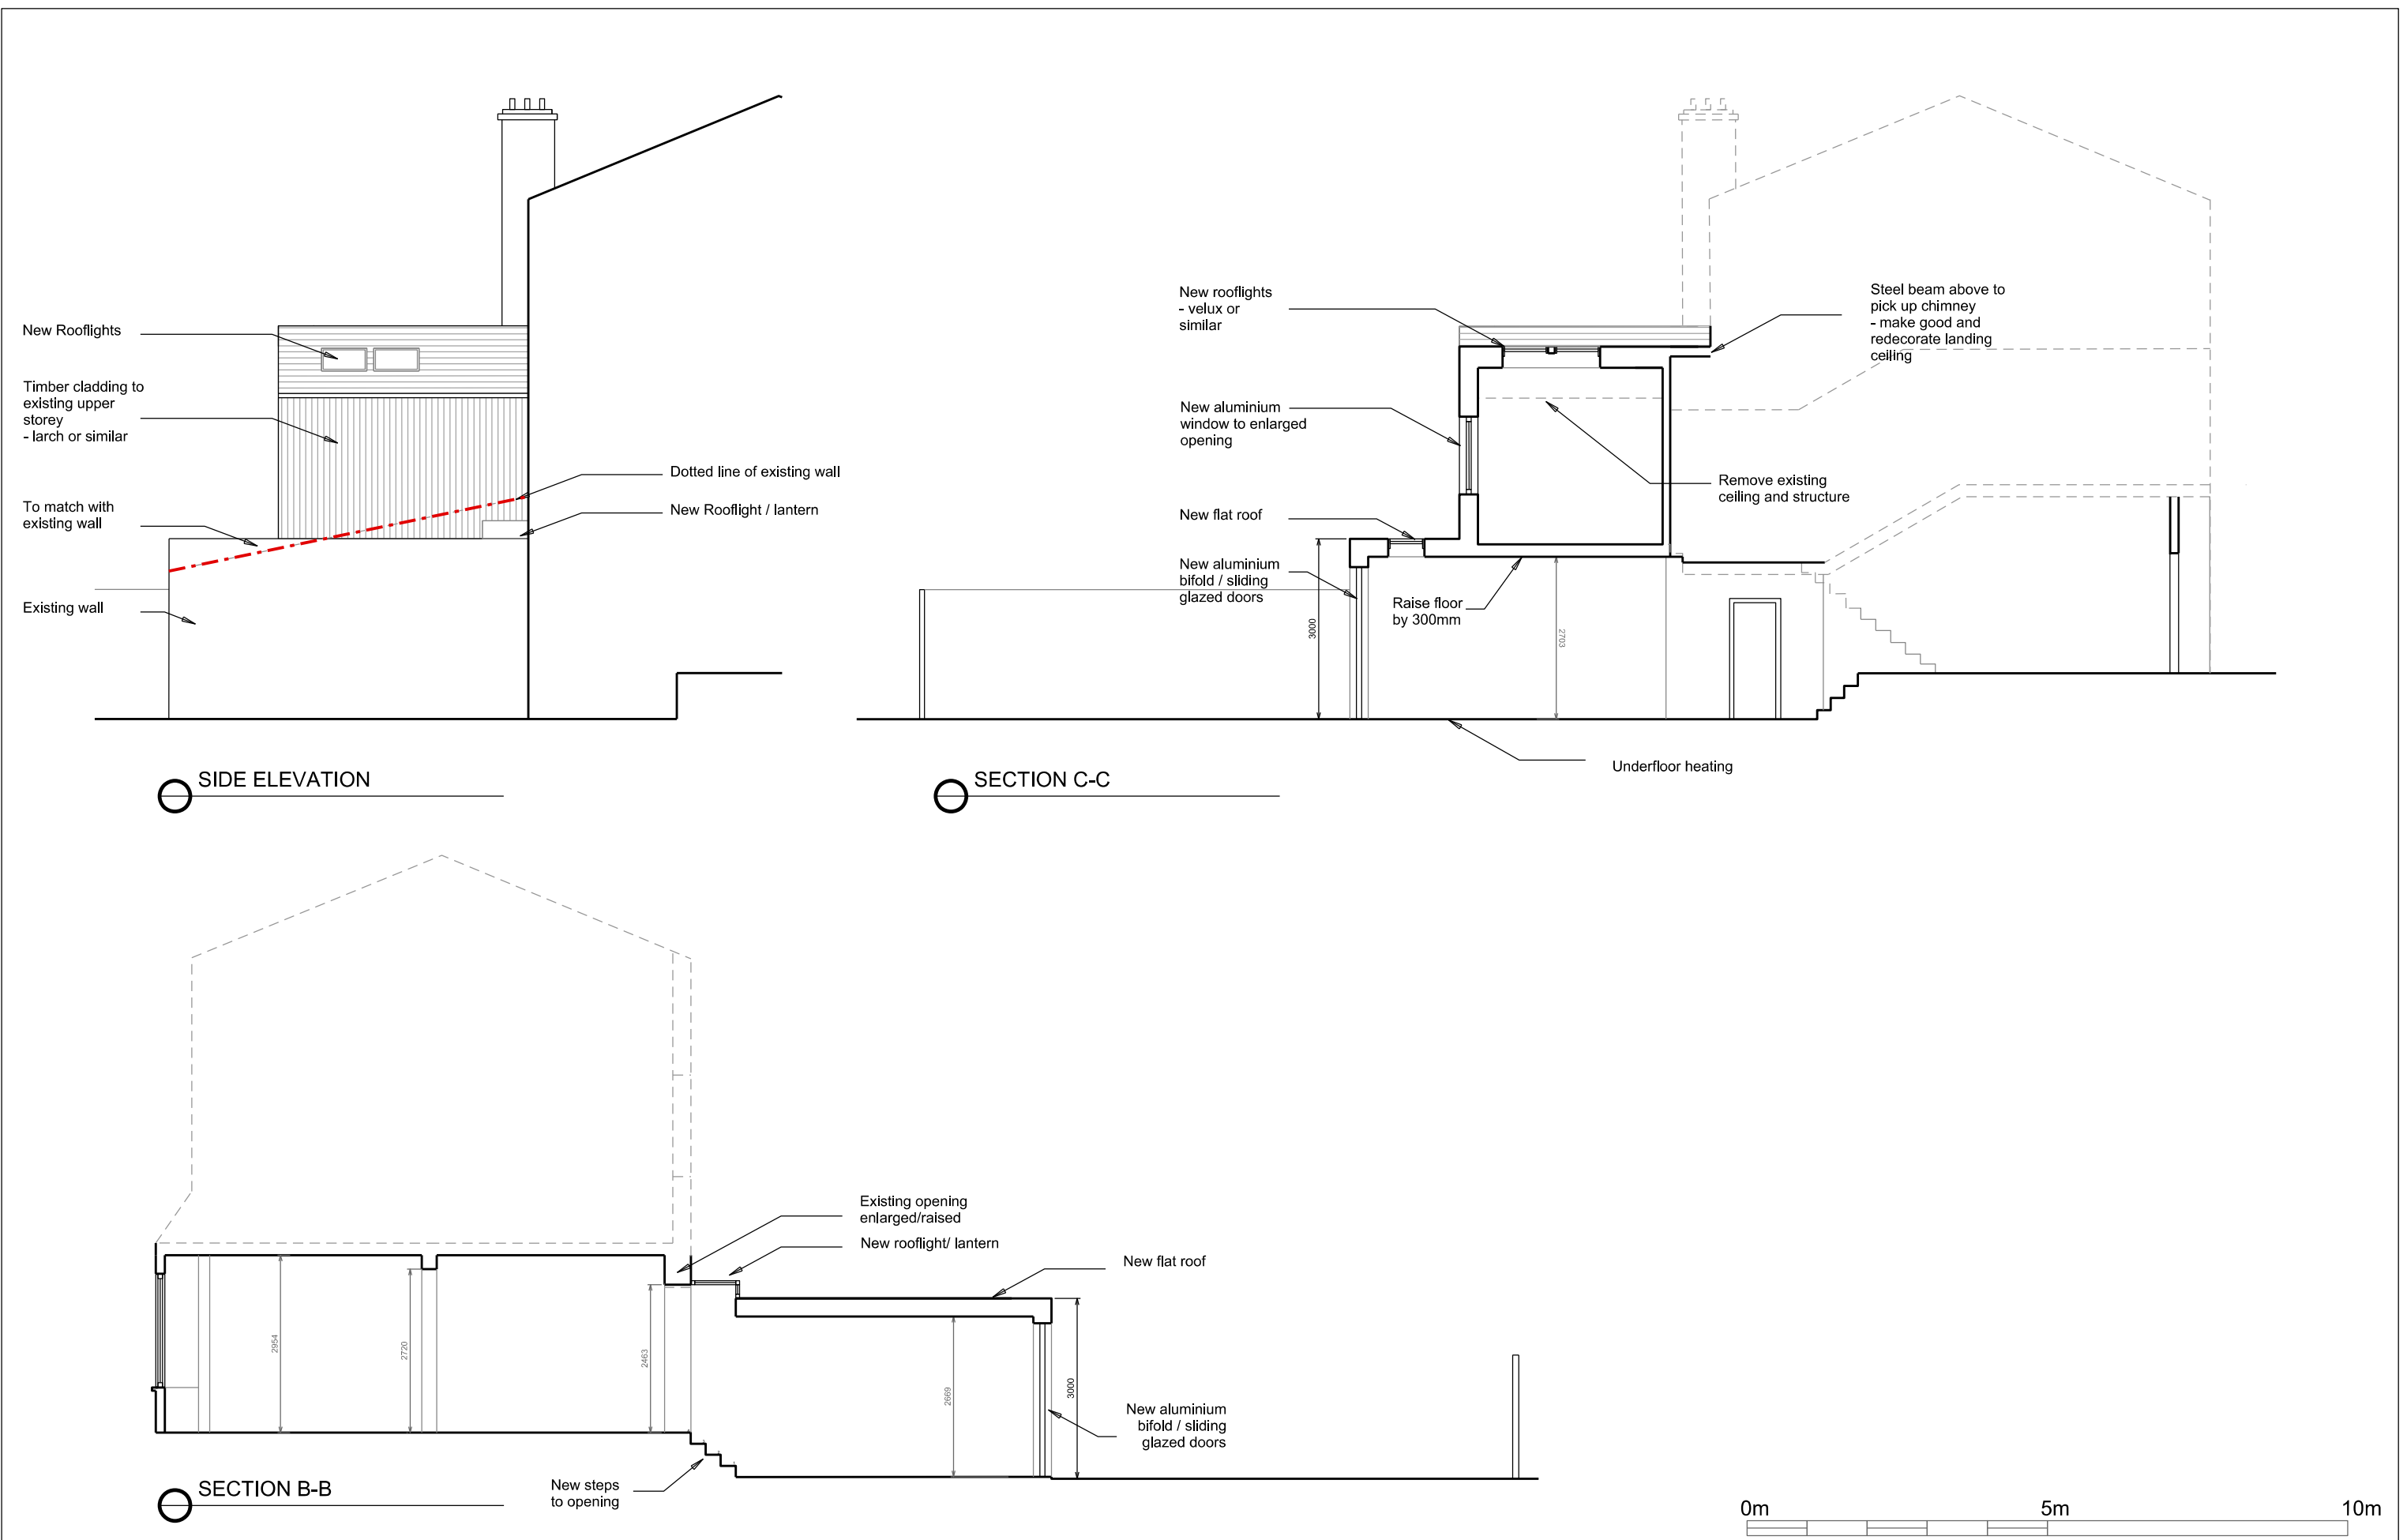 New Rooflights
Timber cladding to
existing upper
storey
- larch or similar
To match with
existing wall
Existing wall
Dotted line of existing wall
New Rooflight / lantern
SIDE ELEVATION
New rooflights
- velux or
similar
New aluminium
window to enlarged
opening
New flat roof
New aluminium
bifold / sliding
glazed doors
3000
Raise floor
by 300mm
2703
Steel beam above to
pick up chimney
- make good and
redecorate landing
ceiling
Remove existing
ceiling and structure
Underfloor heating
SECTION C-C
Existing opening
enlarged/raised
New rooflight/ lantern
New flat roof
2954
2720
2463
2669
3000
New aluminium
bifold / sliding
glazed doors
New steps
to opening
SECTION B-B
0m
5m
10m